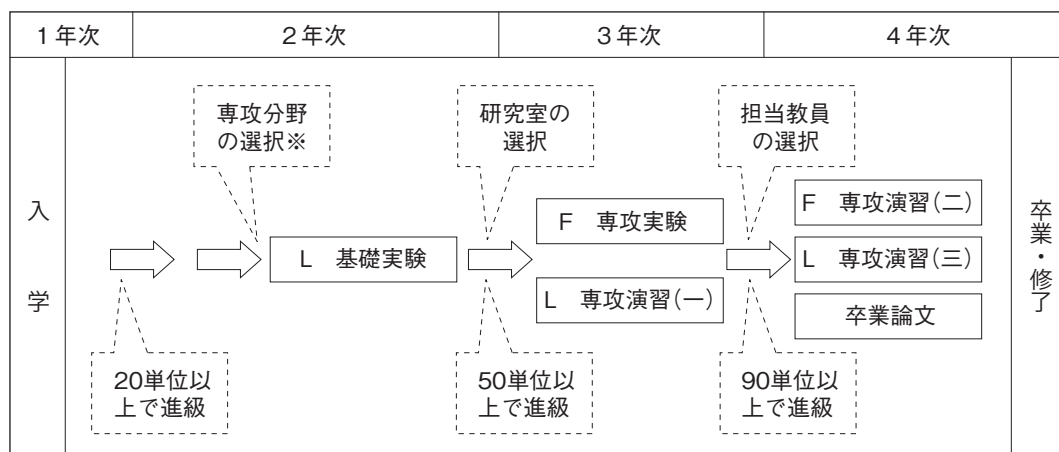 1年次
2年次
3年次
4年次
入学
専攻分野
の選択※
研究室の
選択
担当教員
の選択
L 基礎実験
F 専攻実験
L 専攻演習(一)
F 専攻演習(二)
L 専攻演習(三)
卒業論文
20単位以
上で進級
50単位以
上で進級
90単位以
上で進級
卒業・修了